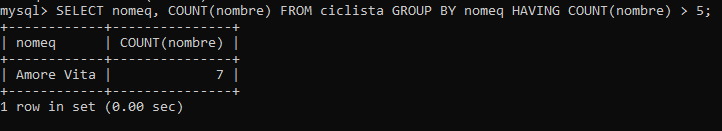 mysql> SELECT nomeq, COUNT(nombre) FROM ciclista GROUP BY nomeq HAVING COUNT(nombre) > 5;
+------------+---------------+
| nomeq      | COUNT(nombre) |
+------------+---------------+
| Amore Vita |             7 |
+------------+---------------+
1 row in set (0.00 sec)